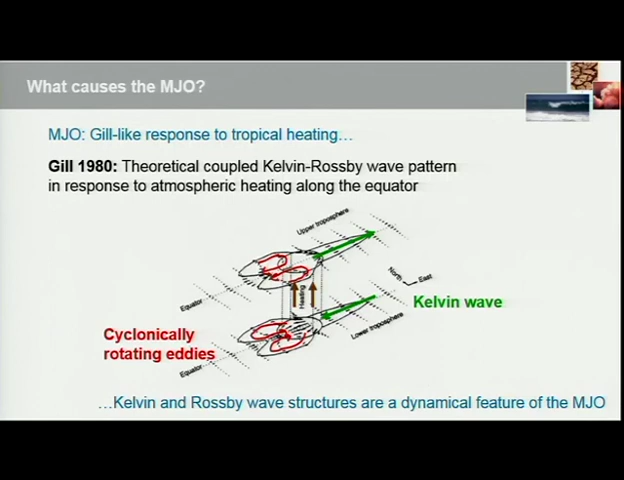 What causes the MJO?
MJO: Gill-like response to tropical heating…
Gill 1980: Theoretical coupled Kelvin-Rossby wave pattern
in response to atmospheric heating along the equator
Upper troposphere
North
East
Equator
Heating
Kelvin wave
Lower troposphere
Cyclonically
rotating eddies
Equator
…Kelvin and Rossby wave structures are a dynamical feature of the MJO